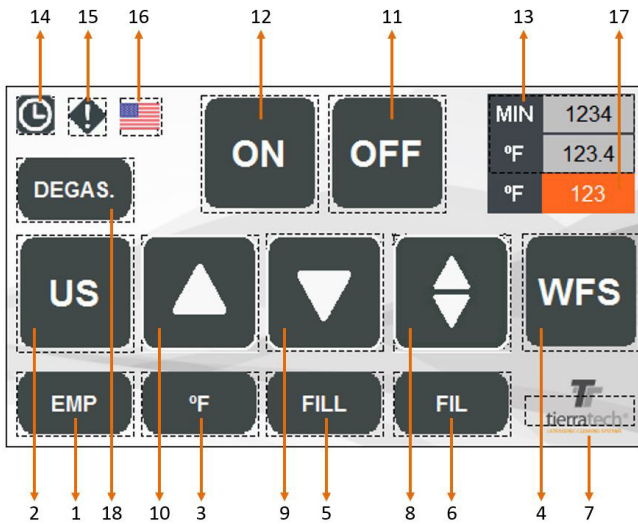 14 15 16 12 11 13 17
MIN 1234
ON OFF
ºF 123.4
DEGAS.
ºF 123
US WFS
EMP ºF FILL FIL
TT
tierratech®
2 1 18 10 3 9 5 8 6 4 7